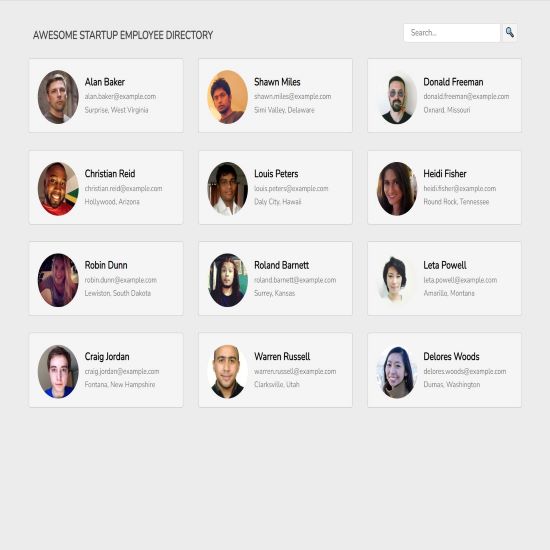 AWESOME STARTUP EMPLOYEE DIRECTORY
Search...
Alan Baker
alan.baker@example.com
Surprise, West Virginia
Shawn Miles
shawn.miles@example.com
Simi Valley, Delaware
Donald Freeman
donald.freeman@example.com
Oxnard, Missouri
Christian Reid
christian.reid@example.com
Hollywood, Arizona
Louis Peters
louis.peters@example.com
Daly City, Hawaii
Heidi Fisher
heidi.fisher@example.com
Round Rock, Tennessee
Robin Dunn
robin.dunn@example.com
Lewiston, South Dakota
Roland Barnett
roland.barnett@example.com
Surrey, Kansas
Leta Powell
leta.powell@example.com
Amarillo, Montana
Craig Jordan
craig.jordan@example.com
Fontana, New Hampshire
Warren Russell
warren.russell@example.com
Clarksville, Utah
Delores Woods
delores.woods@example.com
Dumas, Washington